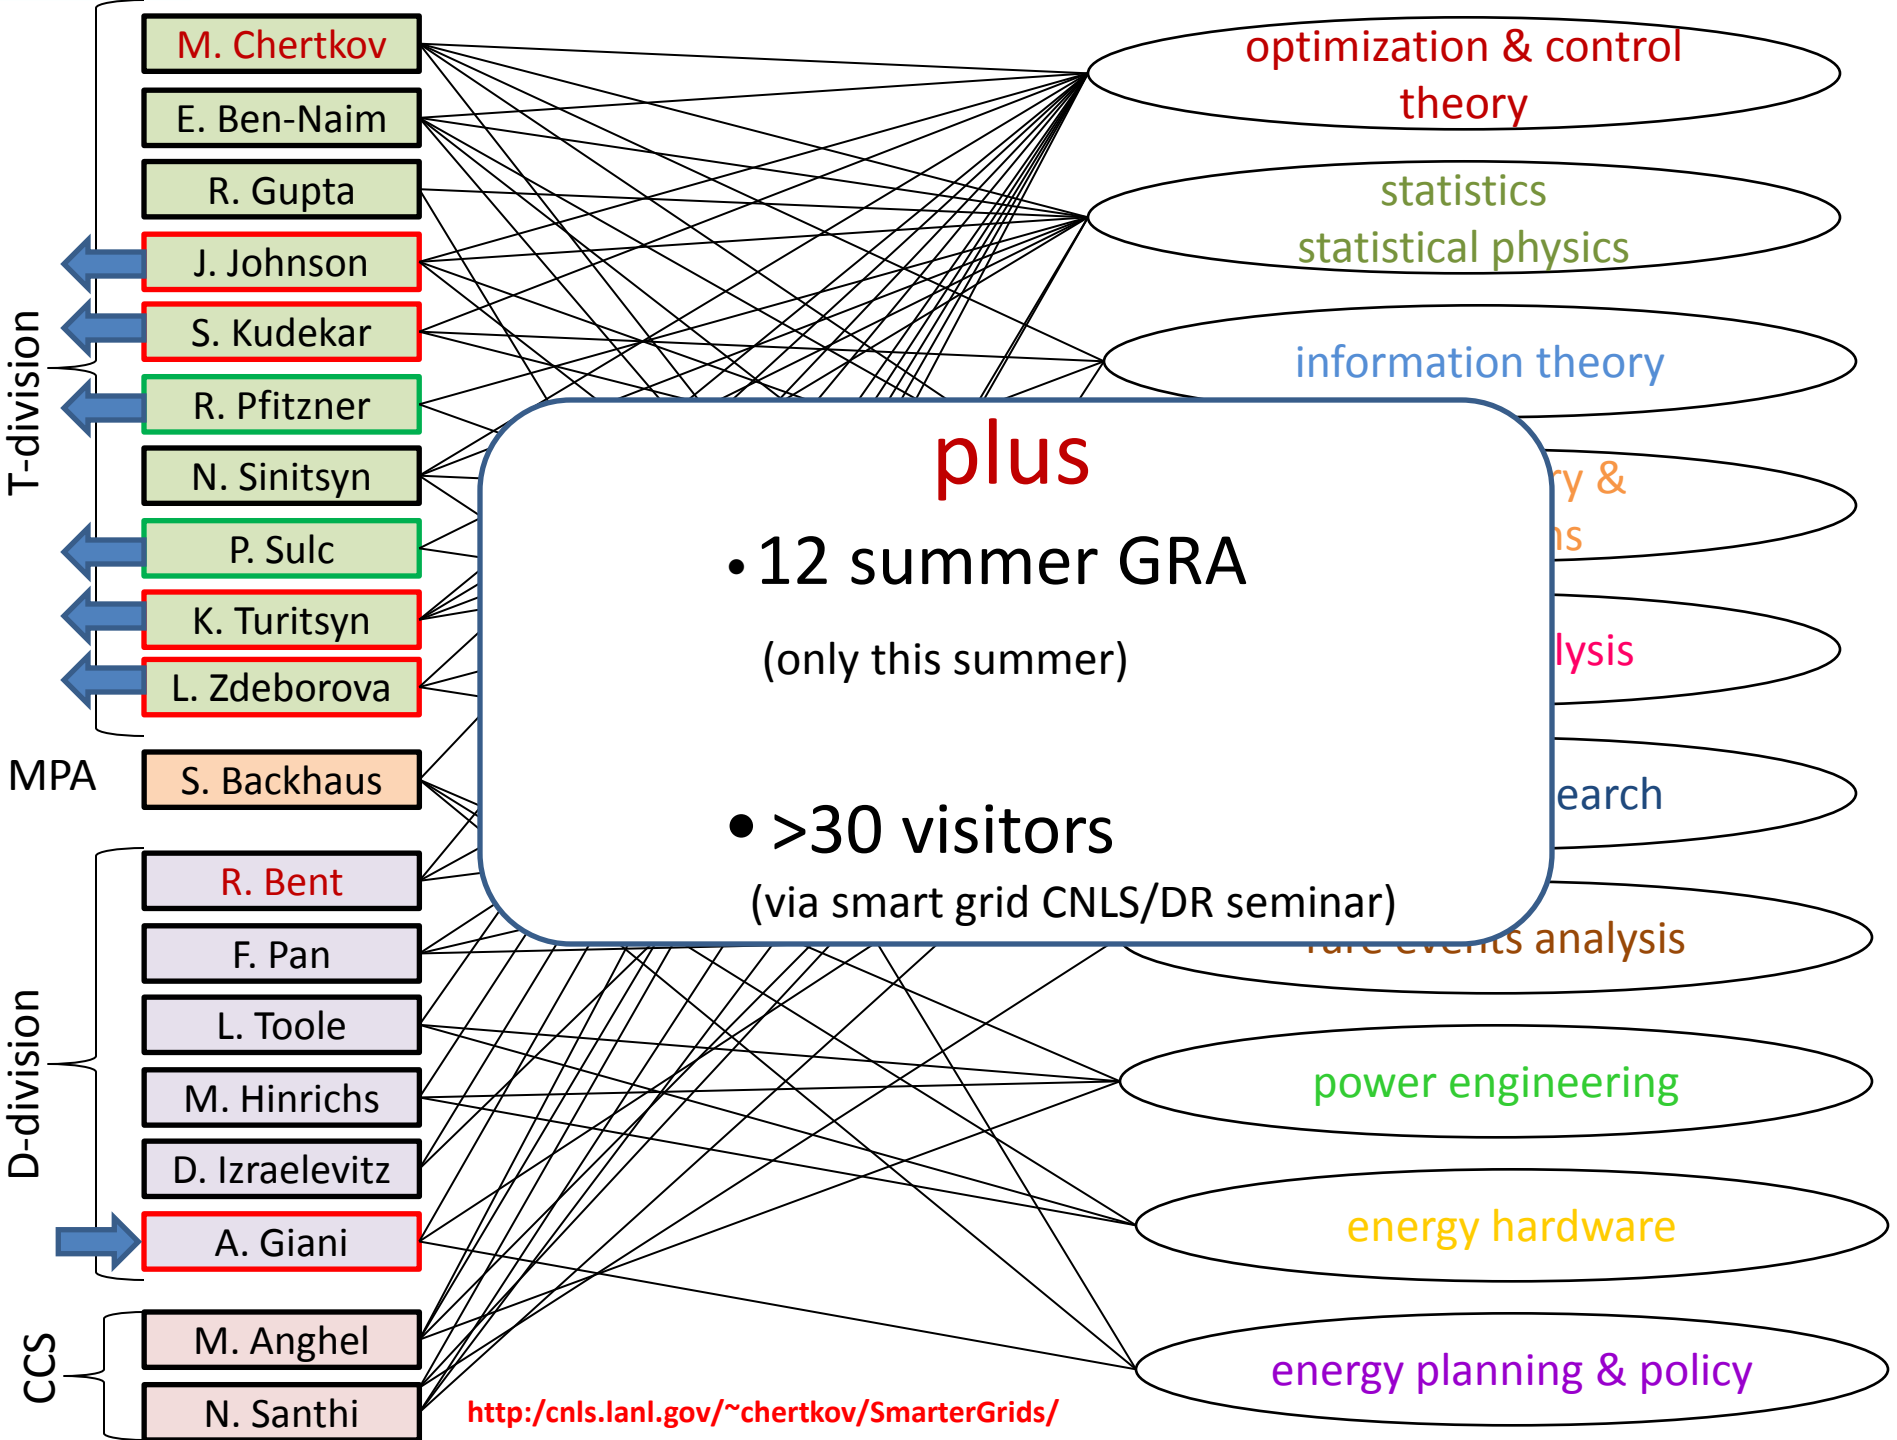 T-division
M. Chertkov
E. Ben-Naim
R. Gupta
J. Johnson
S. Kudekar
R. Pfitzner
N. Sinitsyn
P. Sulc
K. Turitsyn
L. Zdeborova
MPA
S. Backhaus
D-division
R. Bent
F. Pan
L. Toole
M. Hinrichs
D. Izraelevitz
A. Giani
CCS
M. Anghel
N. Santhi
plus
• 12 summer GRA
(only this summer)
• >30 visitors
(via smart grid CNLS/DR seminar)
optimization & control
theory
statistics
statistical physics
information theory
&
analysis
power engineering
energy hardware
energy planning & policy
http:/cnls.lanl.gov/~chertkov/SmarterGrids/